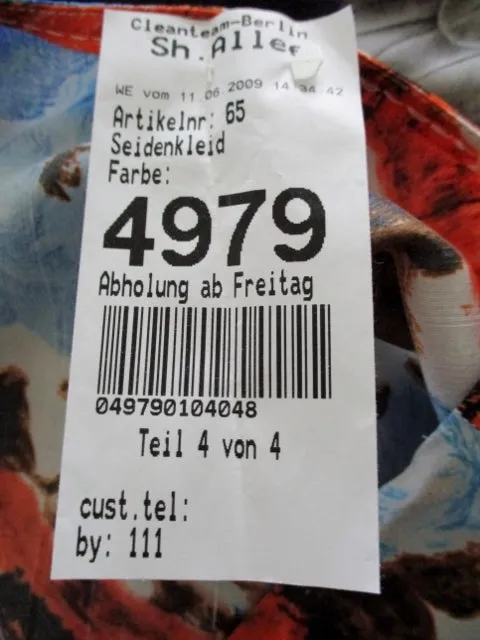 Cleanteam-Berlin
Sh.Allee
WE vom 11.06.2009 14:34:42
Artikelnr: 65
Seidenkleid
Farbe:
4979
Abholung ab Freitag
049790104048
Teil 4 von 4
cust.tel:
by: 111